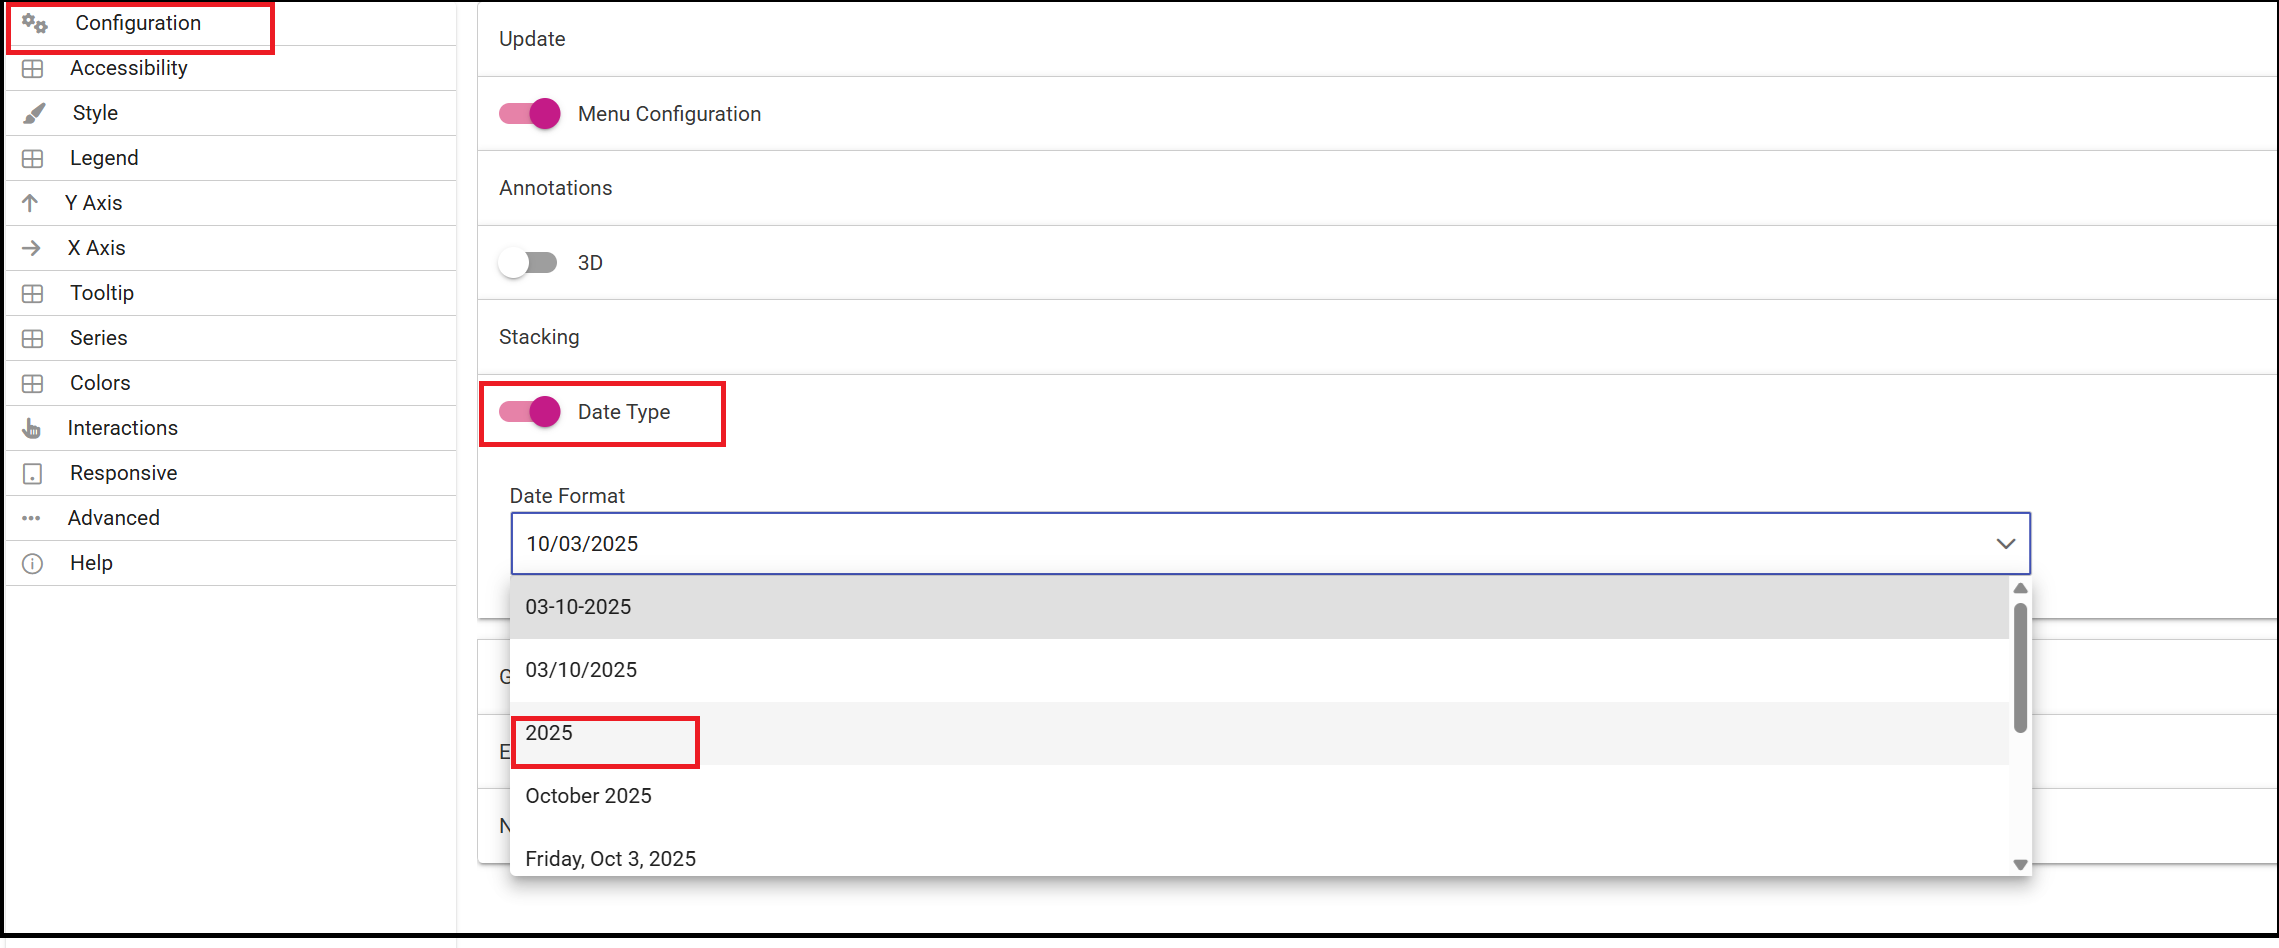 Configuration
Accessibility
Style
Legend
Y Axis
X Axis
Tooltip
Series
Colors
Interactions
Responsive
Advanced
Help
Update
Menu Configuration
Annotations
3D
Stacking
Date Type
Date Format
10/03/2025
03-10-2025
03/10/2025
2025
October 2025
Friday, Oct 3, 2025